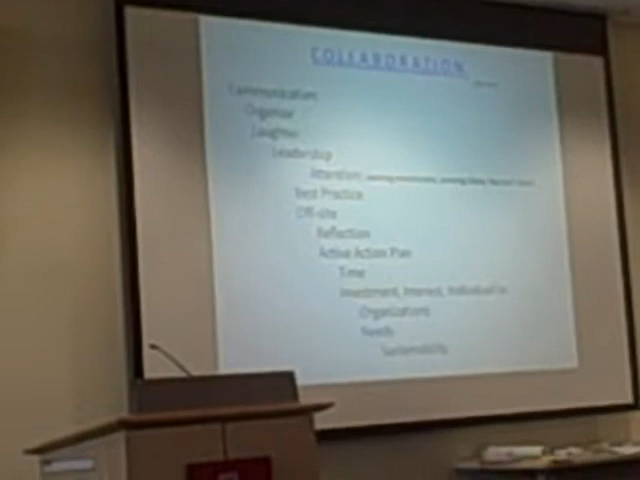 COLLABORATION
Communication
Organize
Laughter
Leadership
Attention
Best Practice
Off-site
Reflection
Active Action Plan
Time
Investment, Interest, Individual to
Organizations
Needs
Sustainability